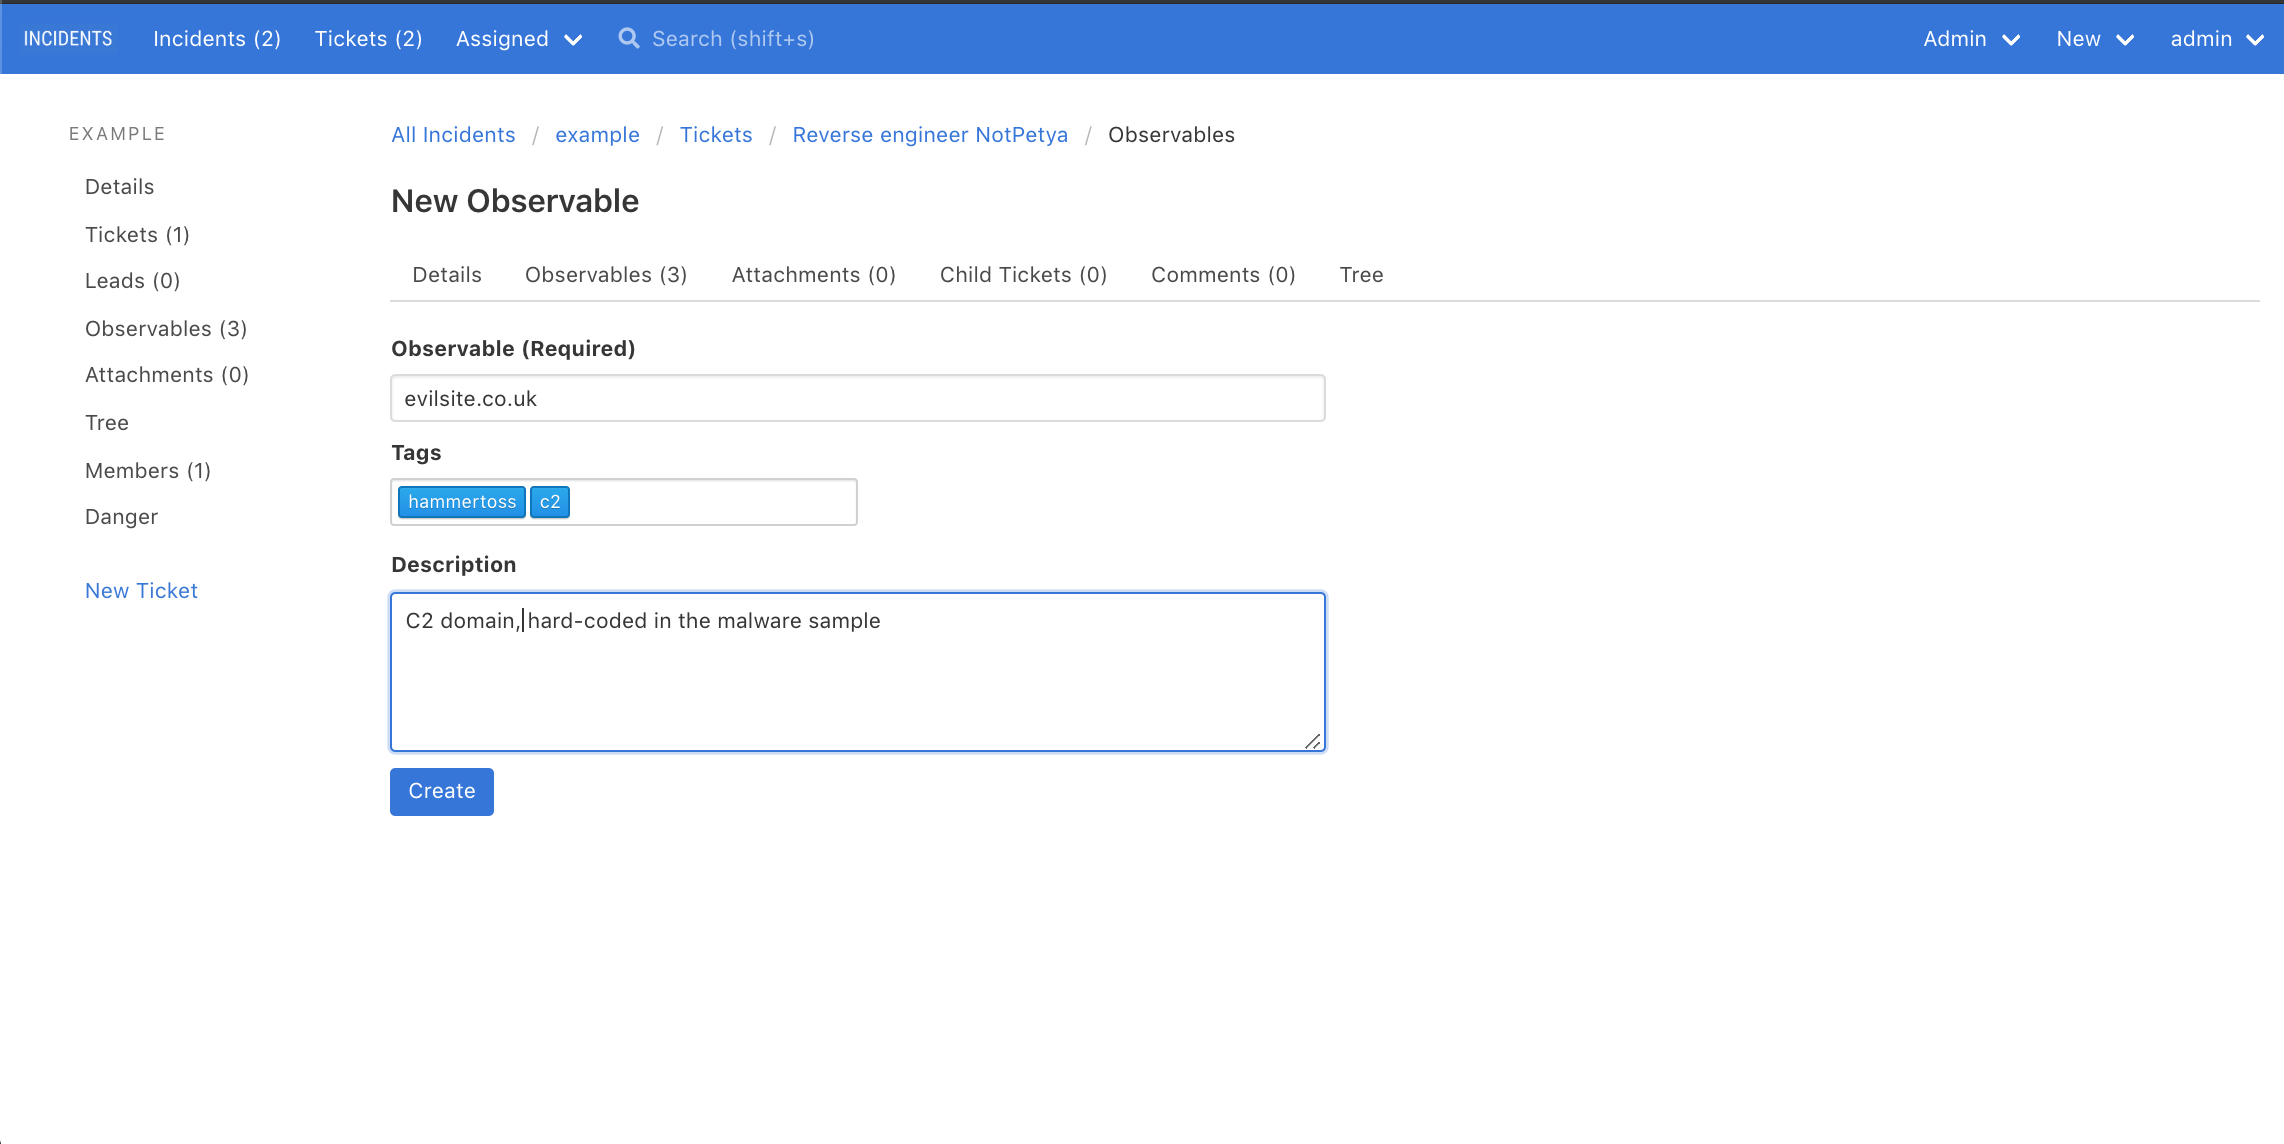 INCIDENTS Incidents (2) Tickets (2) Assigned Search (shift+s) Admin New admin
EXAMPLE
Details
Tickets (1)
Leads (0)
Observables (3)
Attachments (0)
Tree
Members (1)
Danger
New Ticket
All Incidents / example / Tickets / Reverse engineer NotPetya / Observables
New Observable
Details Observables (3) Attachments (0) Child Tickets (0) Comments (0) Tree
Observable (Required)
evilsite.co.uk
Tags
hammertoss c2
Description
C2 domain, hard-coded in the malware sample
Create